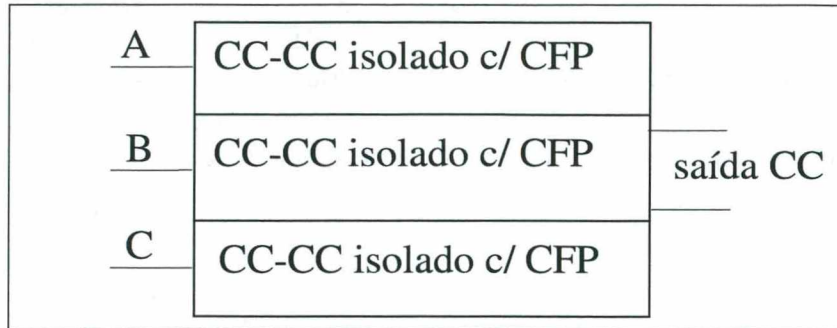 A
CC-CC isolado c/ CFP
B
CC-CC isolado c/ CFP
saída CC
C
CC-CC isolado c/ CFP